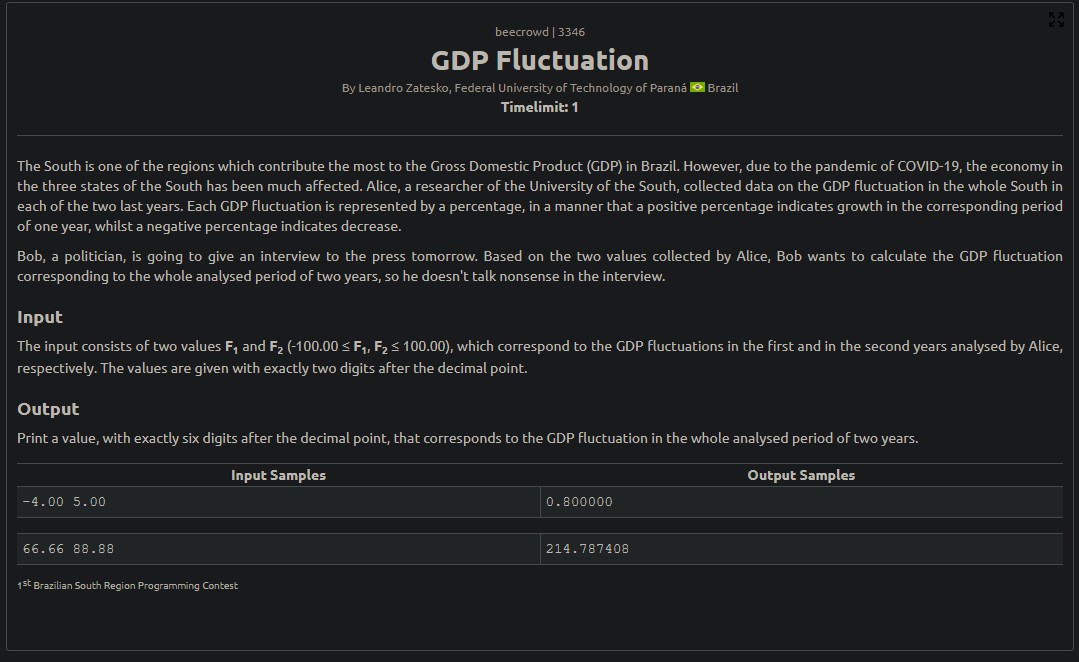 beecrowd | 3346
GDP Fluctuation
By Leandro Zatesko, Federal University of Technology of Paraná Brazil
Timelimit: 1
The South is one of the regions which contribute the most to the Gross Domestic Product (GDP) in Brazil. However, due to the pandemic of COVID-19, the economy in
the three states of the South has been much affected. Alice, a researcher of the University of the South, collected data on the GDP fluctuation in the whole South in
each of the two last years. Each GDP fluctuation is represented by a percentage, in a manner that a positive percentage indicates growth in the corresponding period
of one year, whilst a negative percentage indicates decrease.
Bob, a politician, is going to give an interview to the press tomorrow. Based on the two values collected by Alice, Bob wants to calculate the GDP fluctuation
corresponding to the whole analysed period of two years, so he doesn't talk nonsense in the interview.
Input
The input consists of two values F₁ and F₂ (-100.00 ≤ F₁, F₂ ≤ 100.00), which correspond to the GDP fluctuations in the first and in the second years analysed by Alice,
respectively. The values are given with exactly two digits after the decimal point.
Output
Print a value, with exactly six digits after the decimal point, that corresponds to the GDP fluctuation in the whole analysed period of two years.
Input Samples Output Samples
-4.00 5.00 0.800000
66.66 88.88 214.787408
1st Brazilian South Region Programming Contest